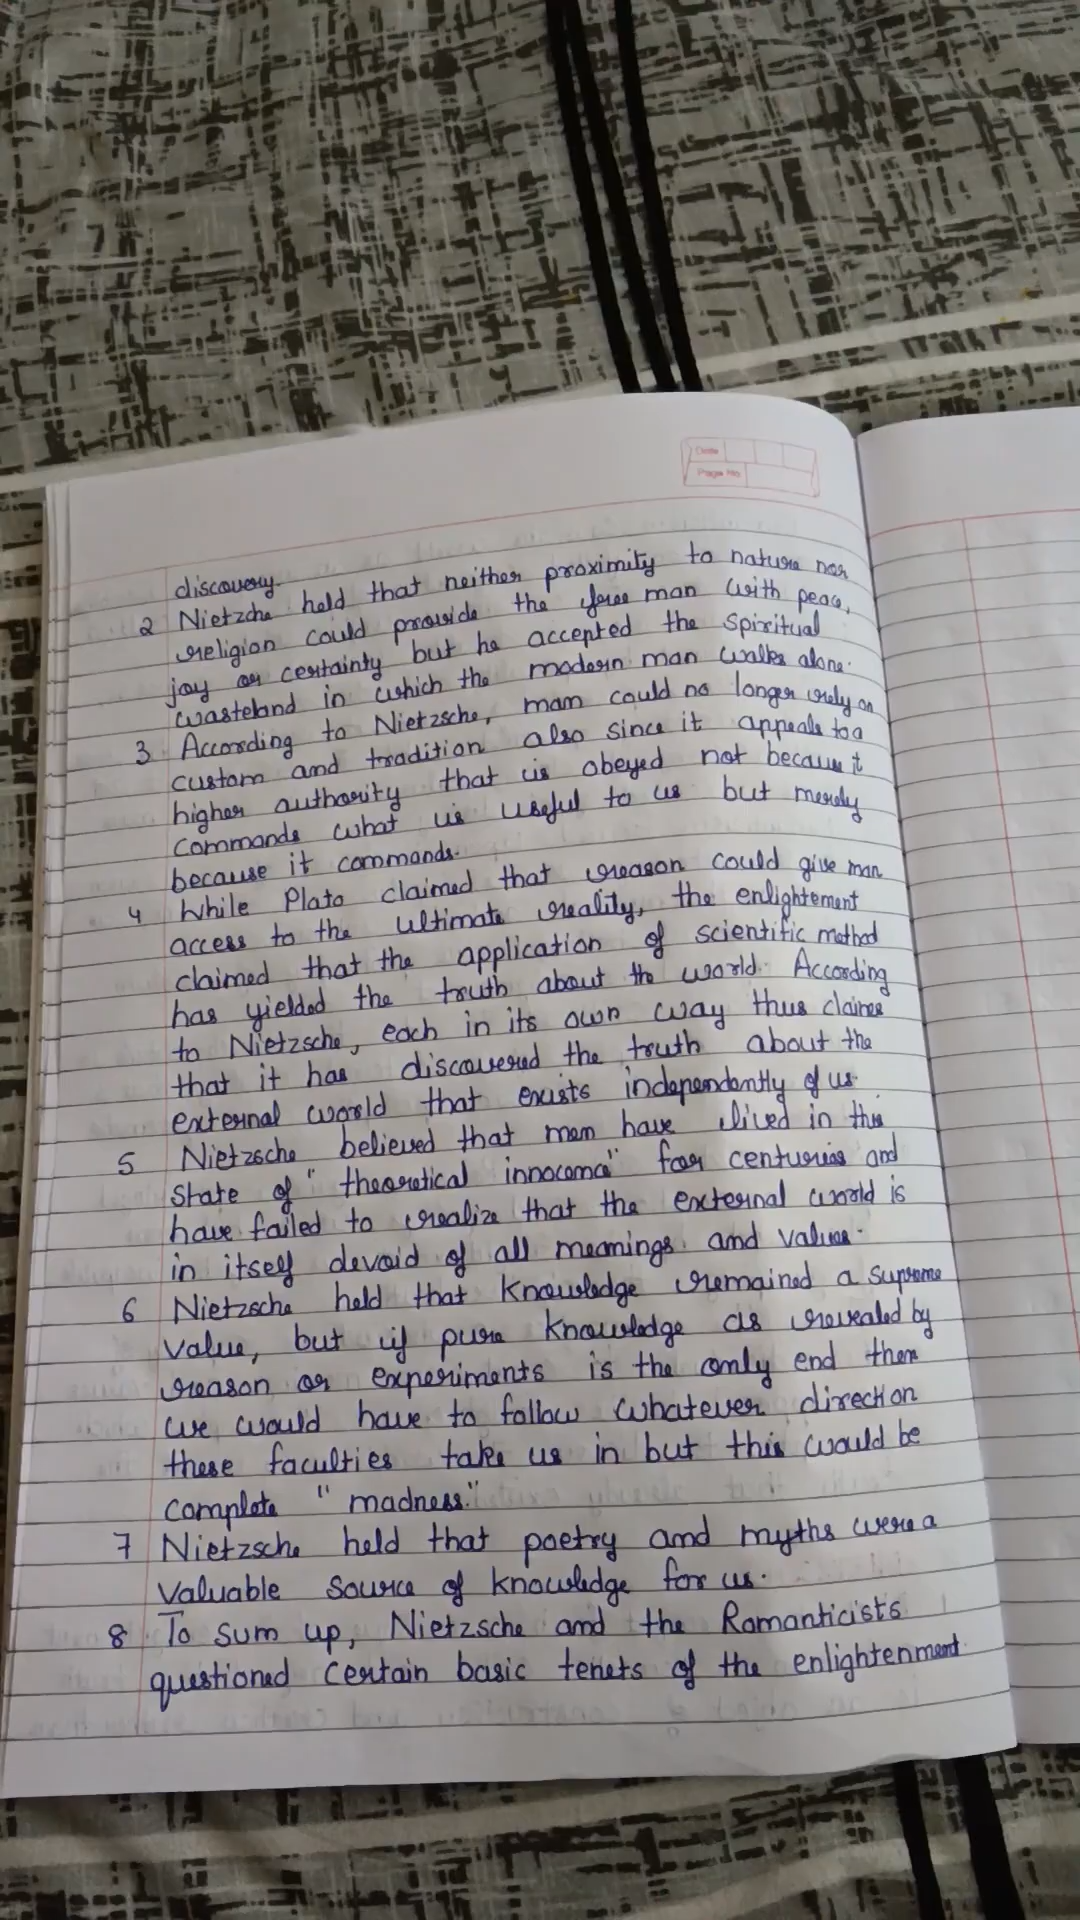 Date
Page No.
discovery.
2 Nietzche held that neither proximity to nature nor
religion could provide the free man with peace,
joy or certainty but he accepted the spiritual
wasteland in which the modern man walks alone.
3 According to Nietzsche, man could no longer rely on
custom and tradition also since it appeals to a
higher authority that is obeyed not because it
commands what is useful to us but merely
because it commands.
4 While Plato claimed that reason could give man
access to the ultimate reality, the enlightement
claimed that the application of scientific method
has yielded the truth about the world. According
to Nietzsche, each in its own way thus claims
that it has discovered the truth about the
external world that exists independently of us.
5 Nietzsche believed that men have lived in this
state of "theoretical innocence" for centuries and
have failed to realize that the external world is
in itself devoid of all meanings and values.
6 Nietzsche held that knowledge remained a supreme
value, but if pure knowledge as revealed by
reason or experiments is the only end then
we would have to follow whatever direction
these faculties take us in but this would be
complete "madness."
7 Nietzsche held that poetry and myths were a
valuable source of knowledge for us.
8 To sum up, Nietzsche and the Romanticists
questioned certain basic tenets of the enlightenment